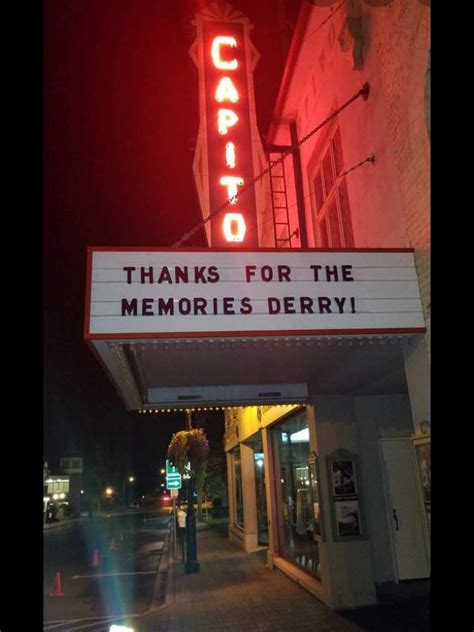 CAPITO
THANKS FOR THE
MEMORIES DERRY!